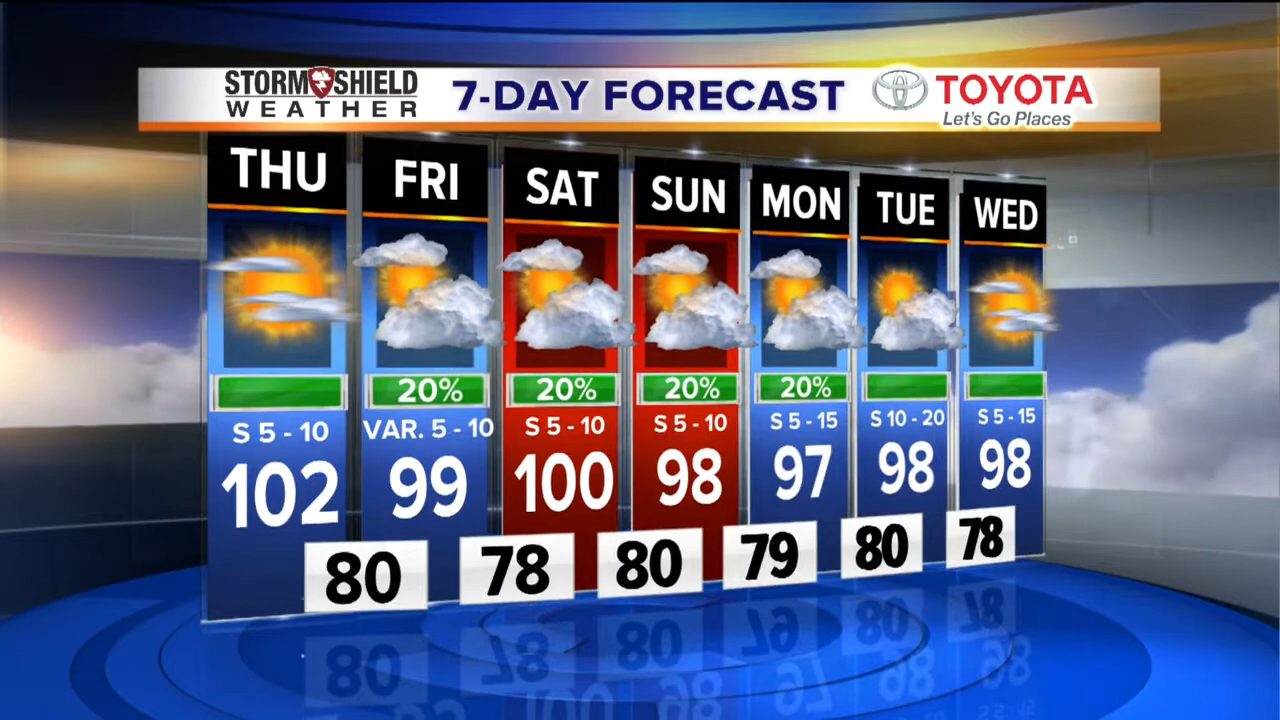 STORM SHIELD
WEATHER
7-DAY FORECAST
TOYOTA
Let's Go Places
THU FRI SAT SUN MON TUE WED
20% 20% 20% 20%
S 5 - 10 VAR. 5 - 10 S 5 - 10 S 5 - 10 S 5 - 15 S 10 - 20 S 5 - 15
102 99 100 98 97 98 98
80 78 80 79 80 78